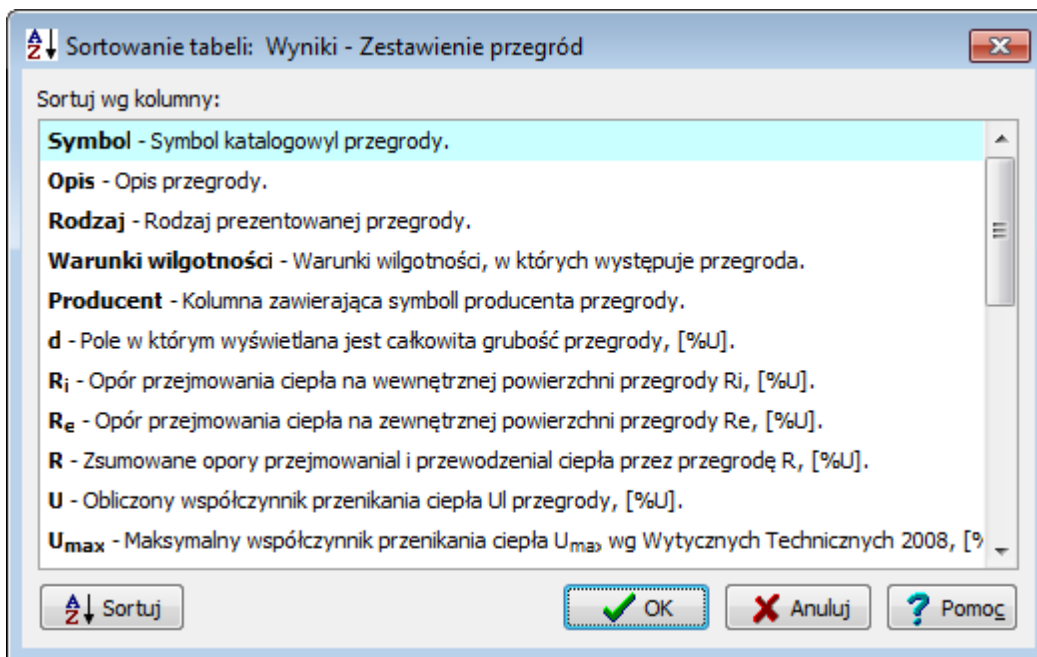 Sortowanie tabeli: Wyniki - Zestawienie przegród
Sortuj wg kolumny:
Symbol - Symbol katalogowyl przegrody.
Opis - Opis przegrody.
Rodzaj - Rodzaj prezentowanej przegrody.
Warunki wilgotności - Warunki wilgotności, w których występuje przegroda.
Producent - Kolumna zawierająca symboll producenta przegrody.
d - Pole w którym wyświetlana jest całkowita grubość przegrody, [%U].
Ri - Opór przejmowania ciepła na wewnętrznej powierzchni przegrody Ri, [%U].
Re - Opór przejmowania ciepła na zewnętrznej powierzchni przegrody Re, [%U].
R - Zsumowane opory przejmowanial i przewodzenial ciepła przez przegrodę R, [%U].
U - Obliczony współczynnik przenikania ciepła Ul przegrody, [%U].
Umax - Maksymalny współczynnik przenikania ciepła Uma› wg Wytycznych Technicznych 2008, [%
Sortuj OK Anuluj Pomoc